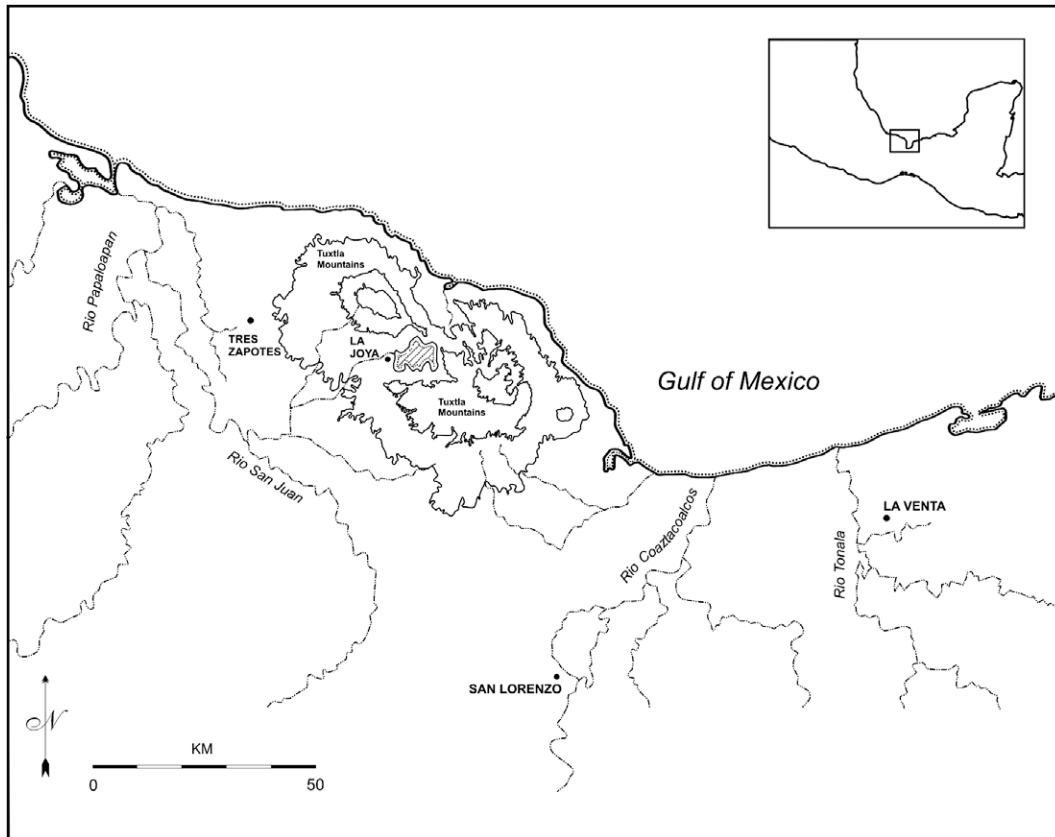 Tuxtla
Mountains
Rio Papaloapan
TRES
ZAPOTES
LA
JOYA
Gulf of Mexico
Tuxtla
Mountains
Rio San Juan
LA VENTA
Rio Coaztacoalcos
Rio Tonala
SAN LORENZO
N
KM
0
50